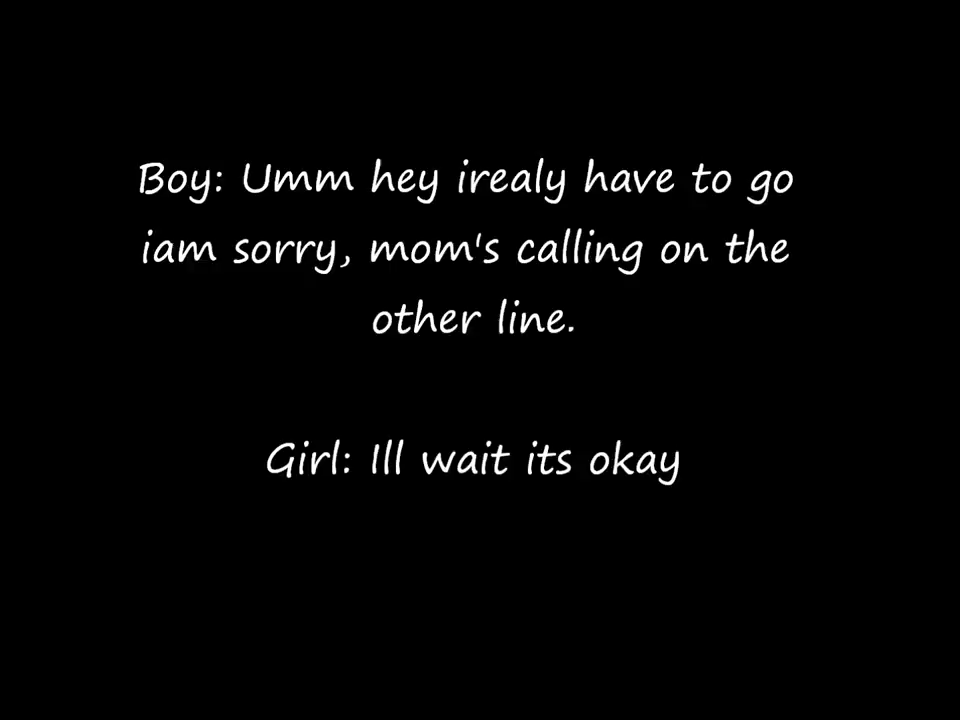 Boy: Umm hey irealy have to go
iam sorry, mom's calling on the
other line.
Girl: Ill wait its okay